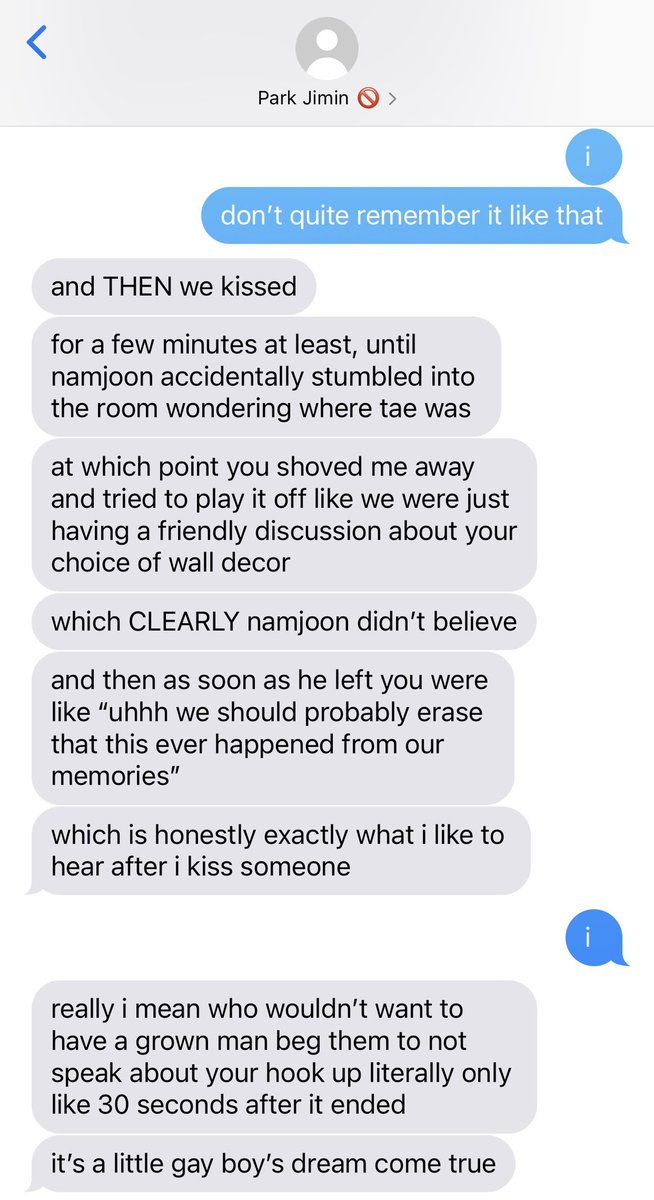 Park Jimin 🚫
i
don’t quite remember it like that
and THEN we kissed
for a few minutes at least, until
namjoon accidentally stumbled into
the room wondering where tae was
at which point you shoved me away
and tried to play it off like we were just
having a friendly discussion about your
choice of wall decor
which CLEARLY namjoon didn’t believe
and then as soon as he left you were
like “uhhh we should probably erase
that this ever happened from our
memories”
which is honestly exactly what i like to
hear after i kiss someone
i
really i mean who wouldn’t want to
have a grown man beg them to not
speak about your hook up literally only
like 30 seconds after it ended
it’s a little gay boy’s dream come true